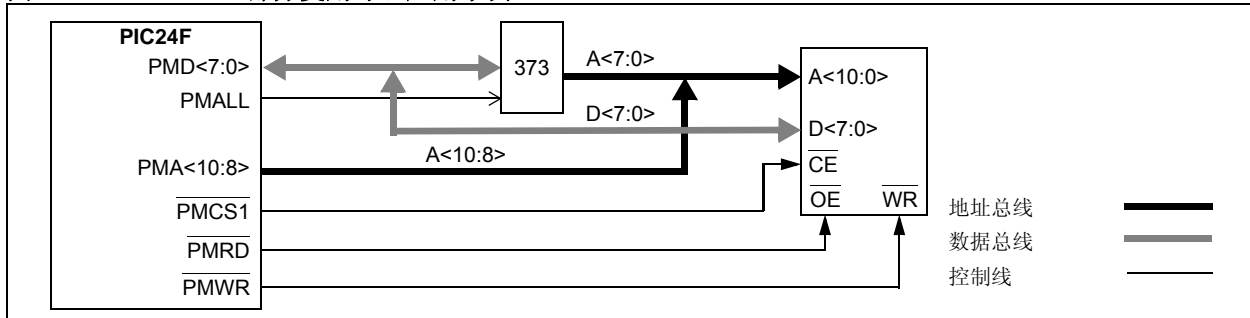 PIC24F
PMD<7:0>
PMALL
PMA<10:8>
PMCS1
PMRD
PMWR
373
A<7:0>
D<7:0>
A<10:8>
A<10:0>
D<7:0>
CE
OE WR
地址总线
数据总线
控制线